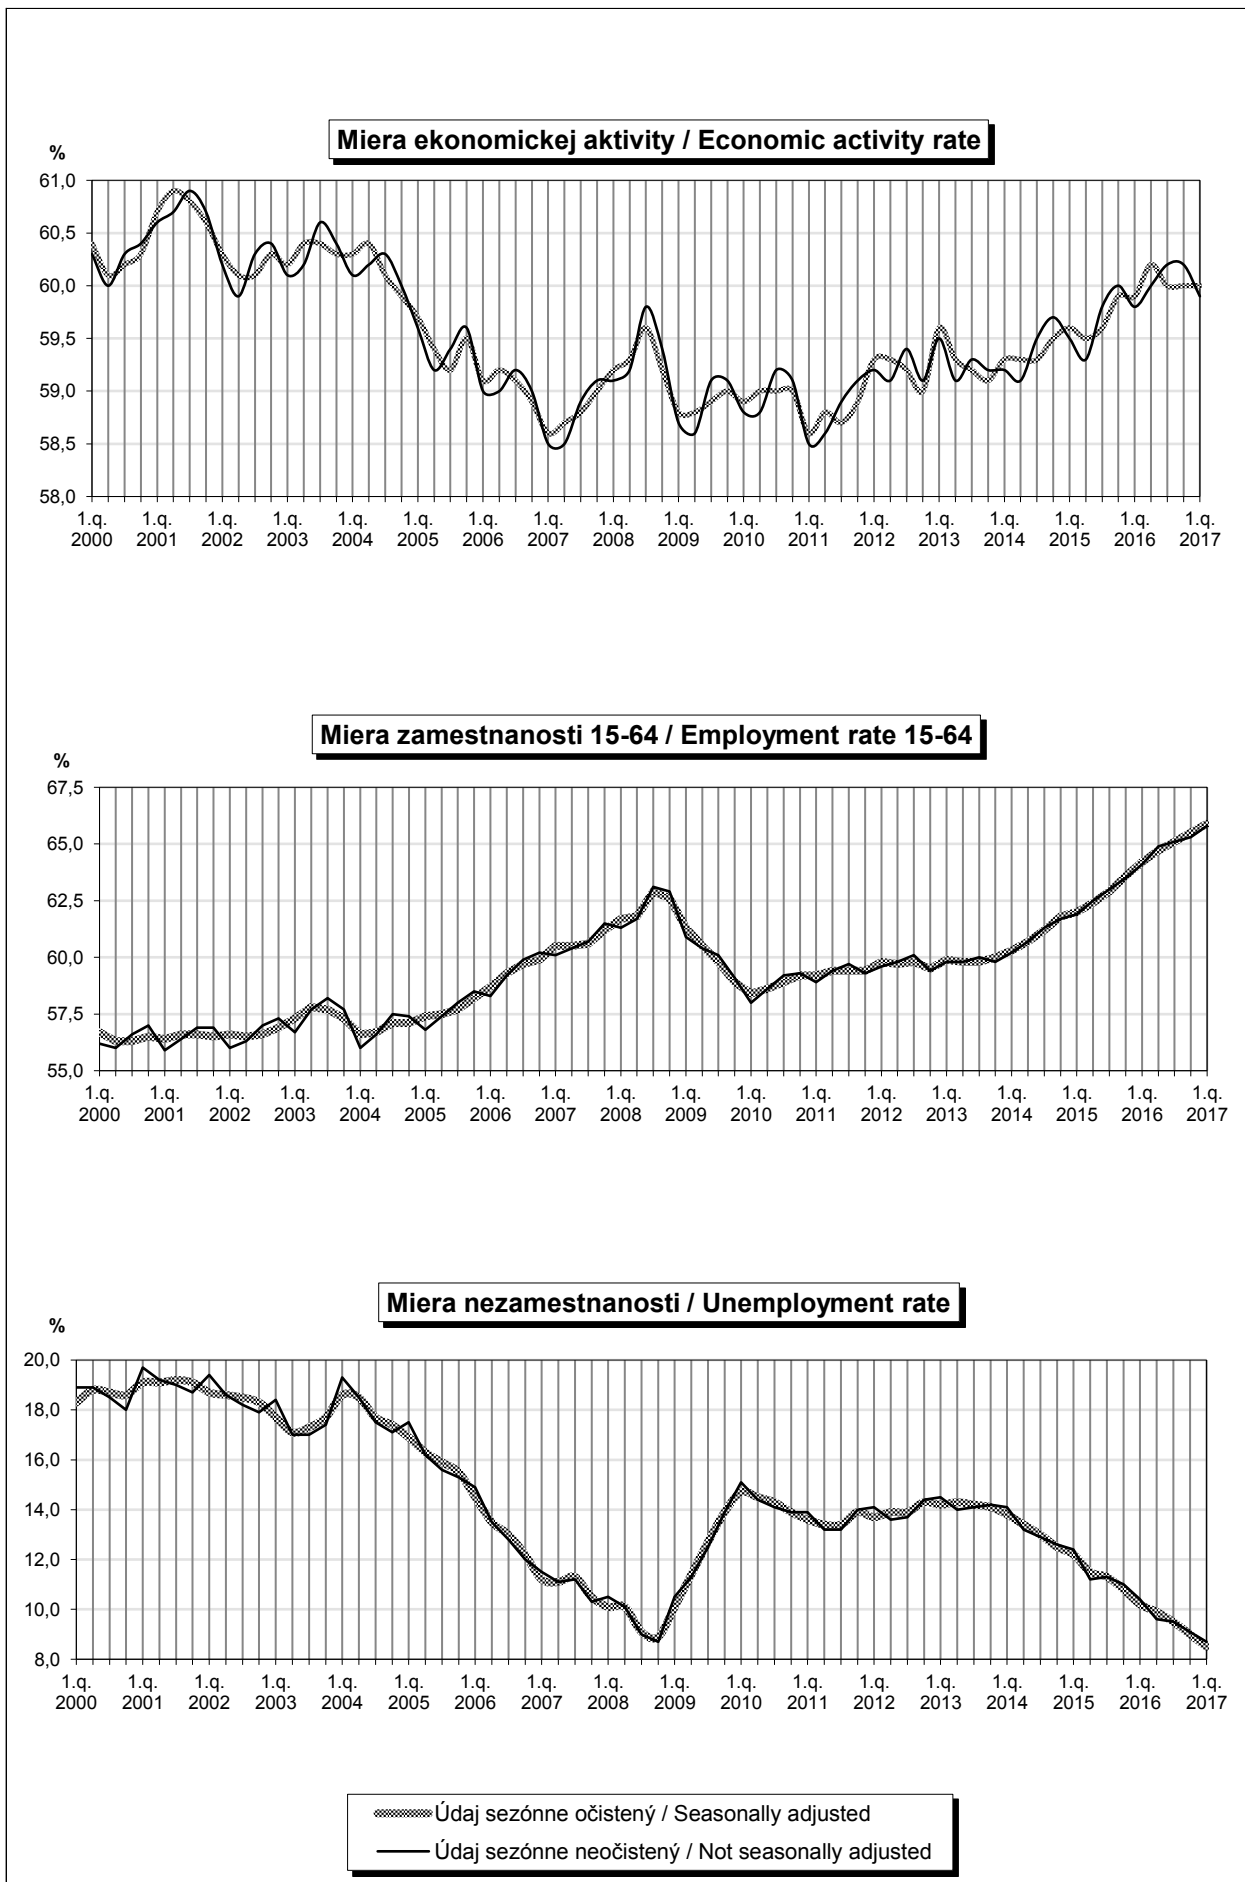 Miera ekonomickej aktivity / Economic activity rate
%
61,0
60,5
60,0
59,5
59,0
58,5
58,0
1.q. 1.q. 1.q. 1.q. 1.q. 1.q. 1.q. 1.q. 1.q. 1.q. 1.q. 1.q. 1.q. 1.q. 1.q. 1.q. 1.q. 1.q.
2000 2001 2002 2003 2004 2005 2006 2007 2008 2009 2010 2011 2012 2013 2014 2015 2016 2017
Miera zamestnanosti 15-64 / Employment rate 15-64
%
67,5
65,0
62,5
60,0
57,5
55,0
1.q. 1.q. 1.q. 1.q. 1.q. 1.q. 1.q. 1.q. 1.q. 1.q. 1.q. 1.q. 1.q. 1.q. 1.q. 1.q. 1.q. 1.q.
2000 2001 2002 2003 2004 2005 2006 2007 2008 2009 2010 2011 2012 2013 2014 2015 2016 2017
Miera nezamestnanosti / Unemployment rate
%
20,0
18,0
16,0
14,0
12,0
10,0
8,0
1.q. 1.q. 1.q. 1.q. 1.q. 1.q. 1.q. 1.q. 1.q. 1.q. 1.q. 1.q. 1.q. 1.q. 1.q. 1.q. 1.q. 1.q.
2000 2001 2002 2003 2004 2005 2006 2007 2008 2009 2010 2011 2012 2013 2014 2015 2016 2017
Údaj sezónne očistený / Seasonally adjusted
Údaj sezónne neočistený / Not seasonally adjusted